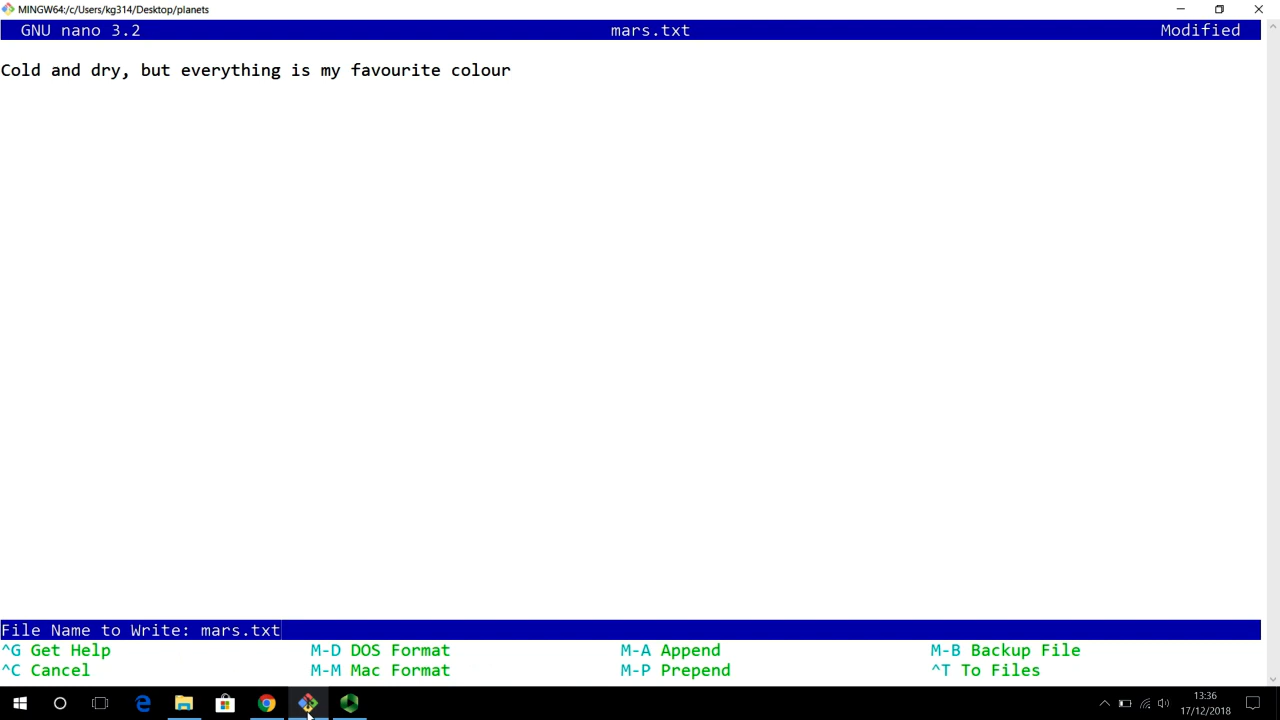 MINGW64:/c/Users/kg314/Desktop/planets
GNU nano 3.2 mars.txt Modified
Cold and dry, but everything is my favourite colour
File Name to Write: mars.txt
^G Get Help M-D DOS Format M-A Append M-B Backup File
^C Cancel M-M Mac Format M-P Prepend ^T To Files
13:36
17/12/2018